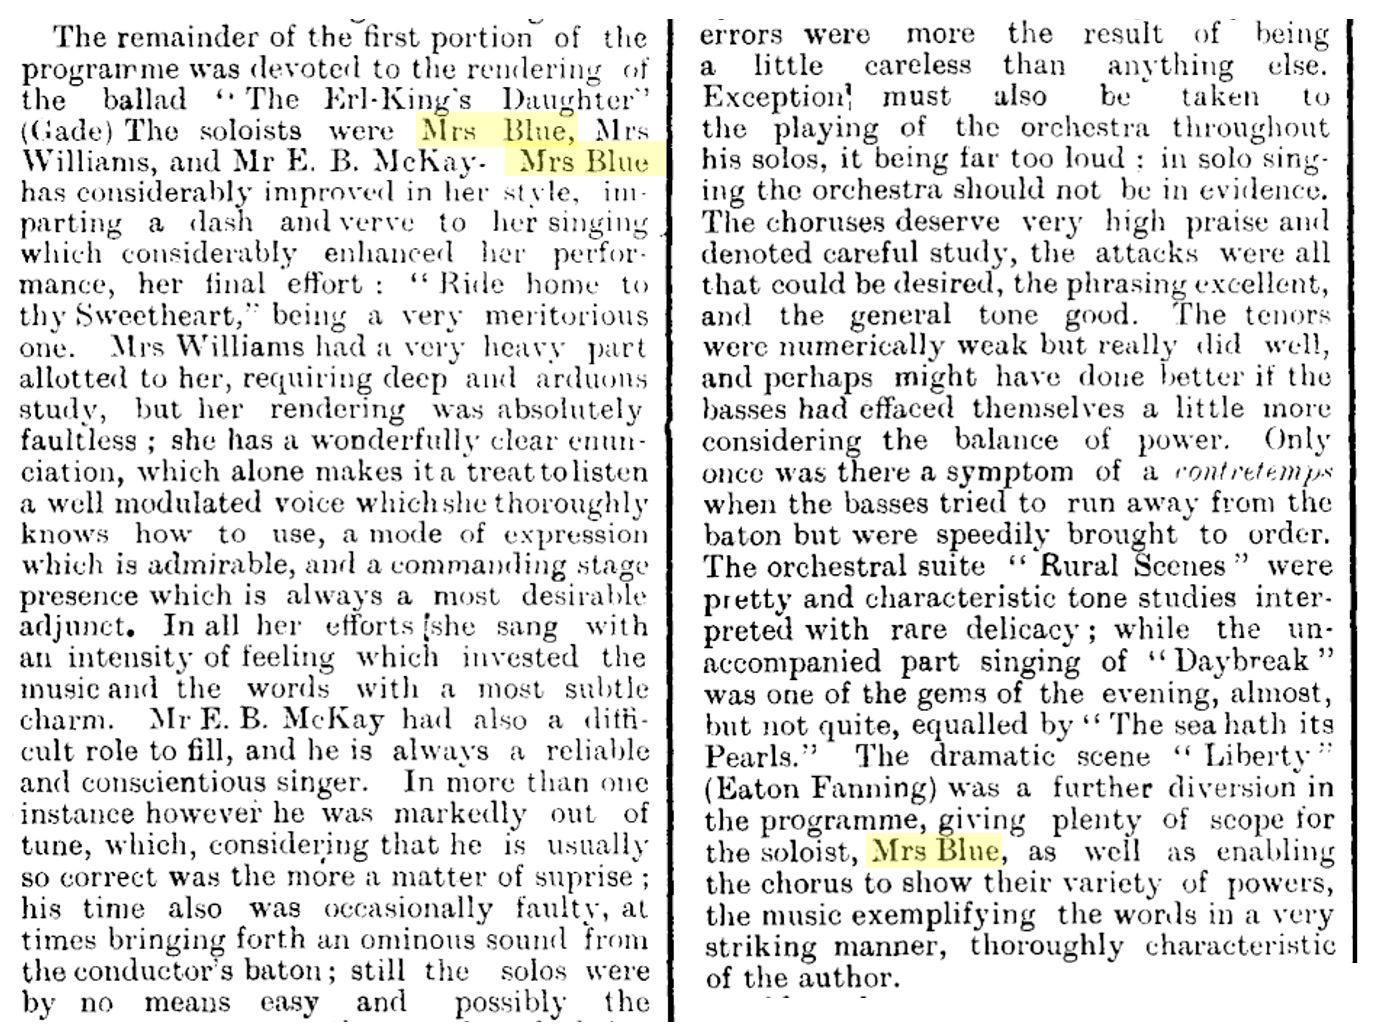 The remainder of the first portion of the
programme was devoted to the rendering of
the ballad "The Erl-King's Daughter"
(Gade) The soloists were Mrs Blue, Mrs
Williams, and Mr E. B. McKay- Mrs Blue
has considerably improved in her style, im-
parting a dash and verve to her singing
which considerably enhanced her perfor-
mance, her final effort : "Ride home to
thy Sweetheart," being a very meritorious
one. Mrs Williams had a very heavy part
allotted to her, requiring deep and arduous
study, but her rendering was absolutely
faultless ; she has a wonderfully clear enun-
ciation, which alone makes it a treat to listen
a well modulated voice which she thoroughly
knows how to use, a mode of expression
which is admirable, and a commanding stage
presence which is always a most desirable
adjunct. In all her efforts [she sang with
an intensity of feeling which invested the
music and the words with a most subtle
charm. Mr E. B. McKay had also a diffi-
cult role to fill, and he is always a reliable
and conscientious singer. In more than one
instance however he was markedly out of
tune, which, considering that he is usually
so correct was the more a matter of suprise ;
his time also was occasionally faulty, at
times bringing forth an ominous sound from
the conductor's baton ; still the solos were
by no means easy and possibly the
errors were more the result of being
a little careless than anything else.
Exception must also be taken to
the playing of the orchestra throughout
his solos, it being far too loud : in solo sing-
ing the orchestra should not be in evidence.
The choruses deserve very high praise and
denoted careful study, the attacks were all
that could be desired, the phrasing excellent,
and the general tone good. The tenors
were numerically weak but really did well,
and perhaps might have done better if the
basses had effaced themselves a little more
considering the balance of power. Only
once was there a symptom of a contretemps
when the basses tried to run away from the
baton but were speedily brought to order.
The orchestral suite "Rural Scenes" were
pretty and characteristic tone studies inter-
preted with rare delicacy ; while the un-
accompanied part singing of "Daybreak"
was one of the gems of the evening, almost,
but not quite, equalled by "The sea hath its
Pearls." The dramatic scene "Liberty"
(Eaton Fanning) was a further diversion in
the programme, giving plenty of scope for
the soloist, Mrs Blue, as well as enabling
the chorus to show their variety of powers,
the music exemplifying the words in a very
striking manner, thoroughly characteristic
of the author.